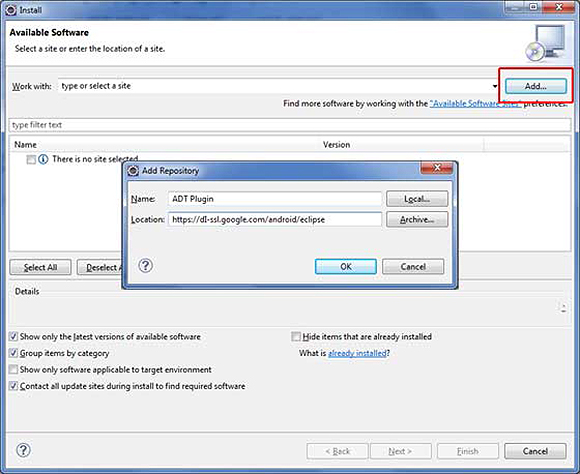 Install
Available Software
Select a site or enter the location of a site.
Work with: type or select a site Add...
Find more software by working with the "Available Software Sites" preferences.
type filter text
Name Version
There is no site selected
Add Repository
Name: ADT Plugin Local...
Location: https://dl-ssl.google.com/android/eclipse Archive...
? OK Cancel
Select All Deselect A
Details
Show only the latest versions of available software Hide items that are already installed
Group items by category What is already installed?
Show only software applicable to target environment
Contact all update sites during install to find required software
? < Back Next > Finish Cancel